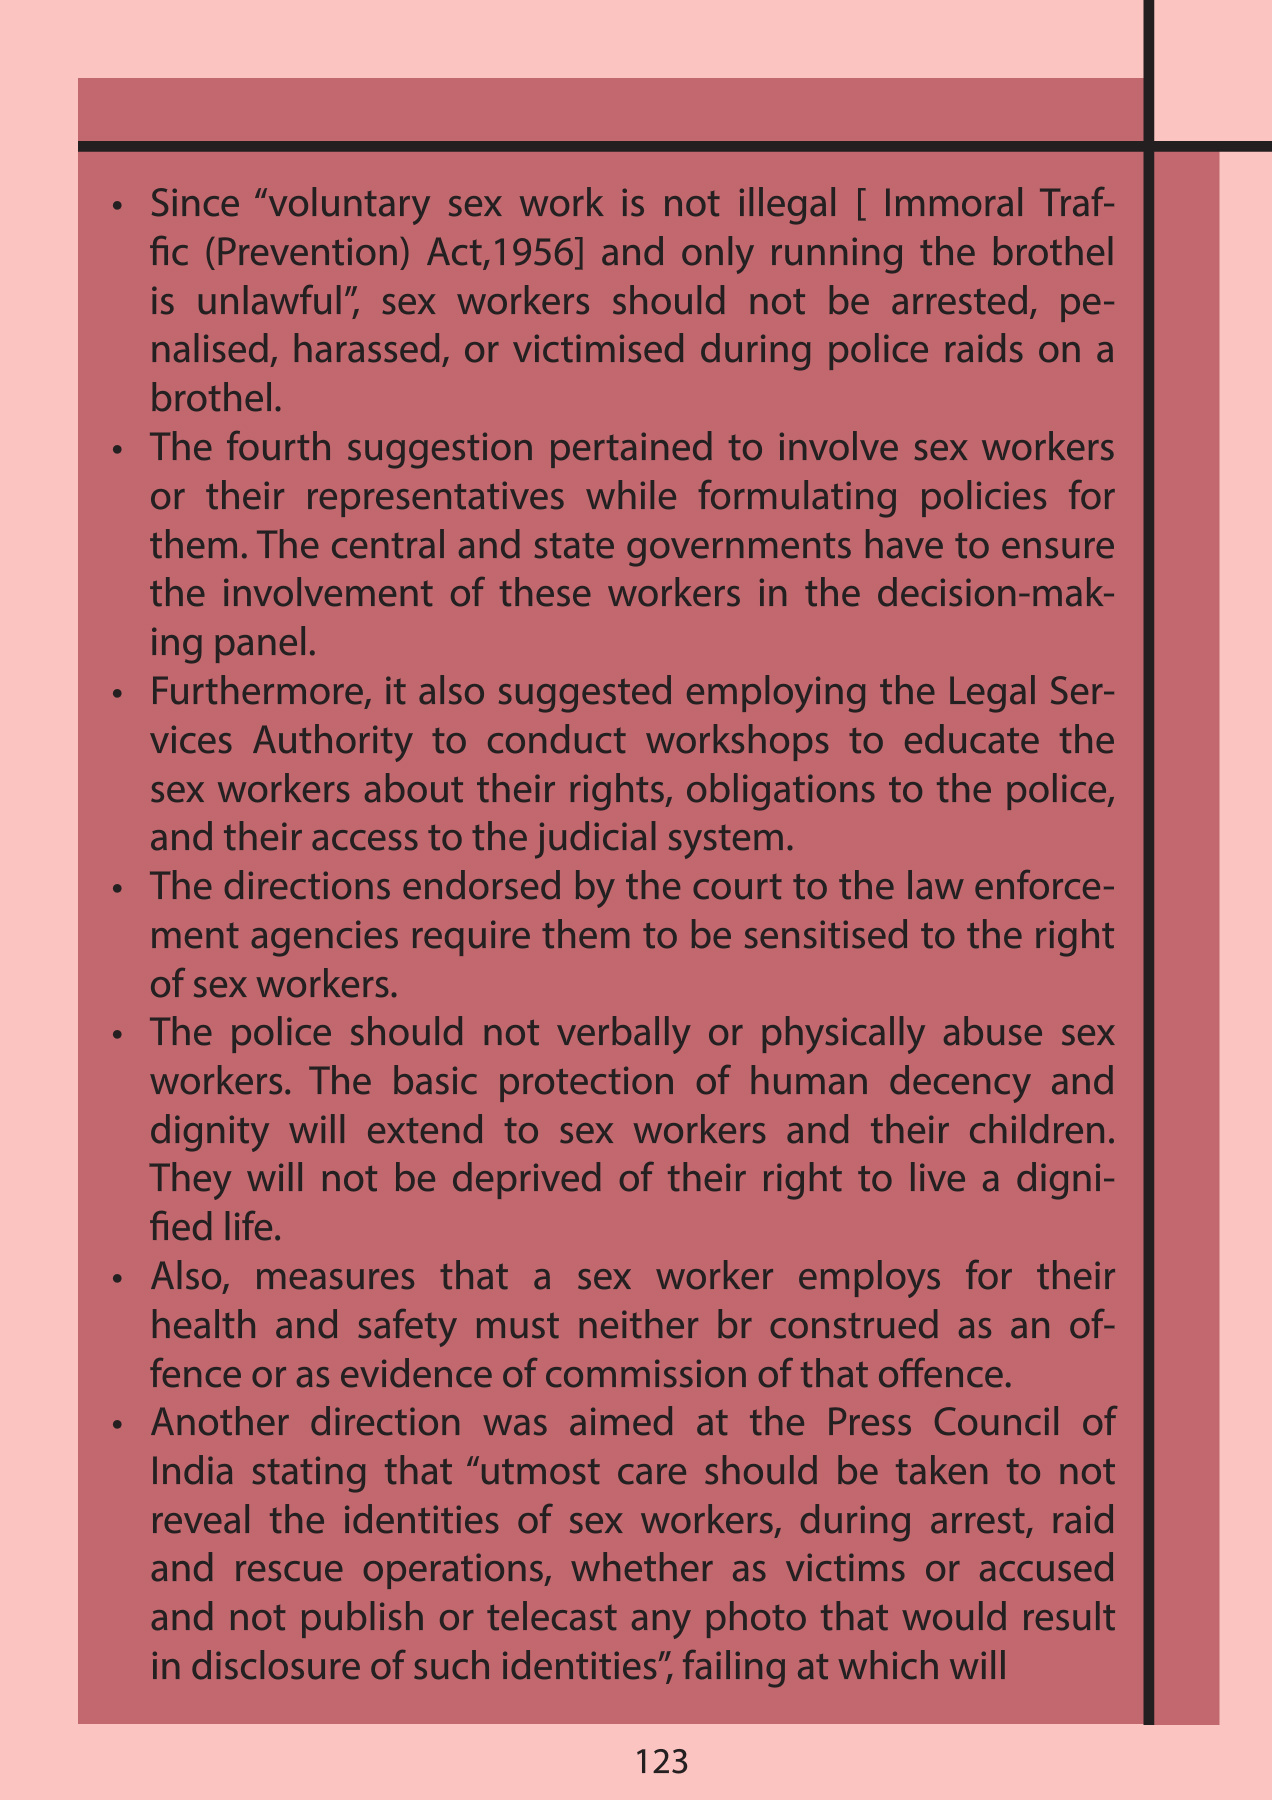 • Since “voluntary sex work is not illegal [ Immoral Traf-
fic (Prevention) Act,1956] and only running the brothel
is unlawful”, sex workers should not be arrested, pe-
nalised, harassed, or victimised during police raids on a
brothel.
• The fourth suggestion pertained to involve sex workers
or their representatives while formulating policies for
them. The central and state governments have to ensure
the involvement of these workers in the decision-mak-
ing panel.
• Furthermore, it also suggested employing the Legal Ser-
vices Authority to conduct workshops to educate the
sex workers about their rights, obligations to the police,
and their access to the judicial system.
• The directions endorsed by the court to the law enforce-
ment agencies require them to be sensitised to the right
of sex workers.
• The police should not verbally or physically abuse sex
workers. The basic protection of human decency and
dignity will extend to sex workers and their children.
They will not be deprived of their right to live a digni-
fied life.
• Also, measures that a sex worker employs for their
health and safety must neither br construed as an of-
fence or as evidence of commission of that offence.
• Another direction was aimed at the Press Council of
India stating that “utmost care should be taken to not
reveal the identities of sex workers, during arrest, raid
and rescue operations, whether as victims or accused
and not publish or telecast any photo that would result
in disclosure of such identities”, failing at which will
123